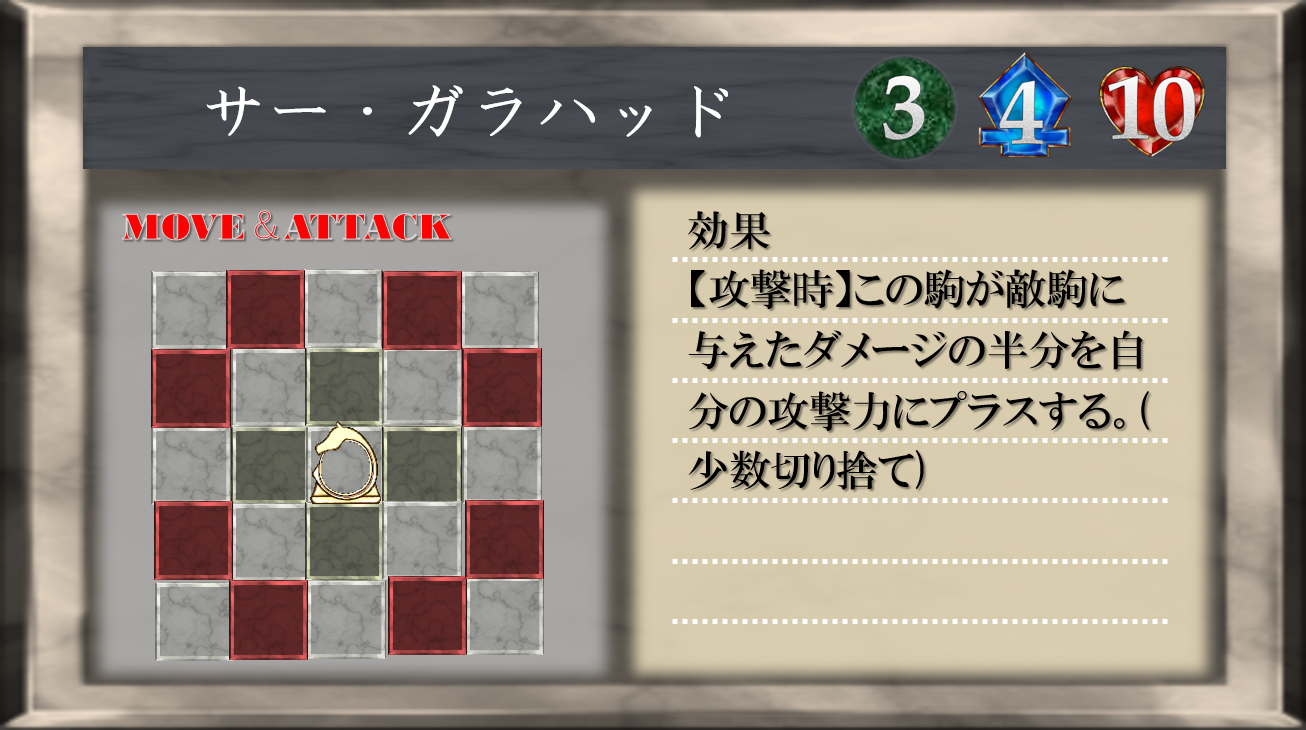 サー・ガラハッド
3
4
10
MOVE＆ATTACK
効果
【攻撃時】この駒が敵駒に
与えたダメージの半分を自
分の攻撃力にプラスする。(
少数切り捨て)